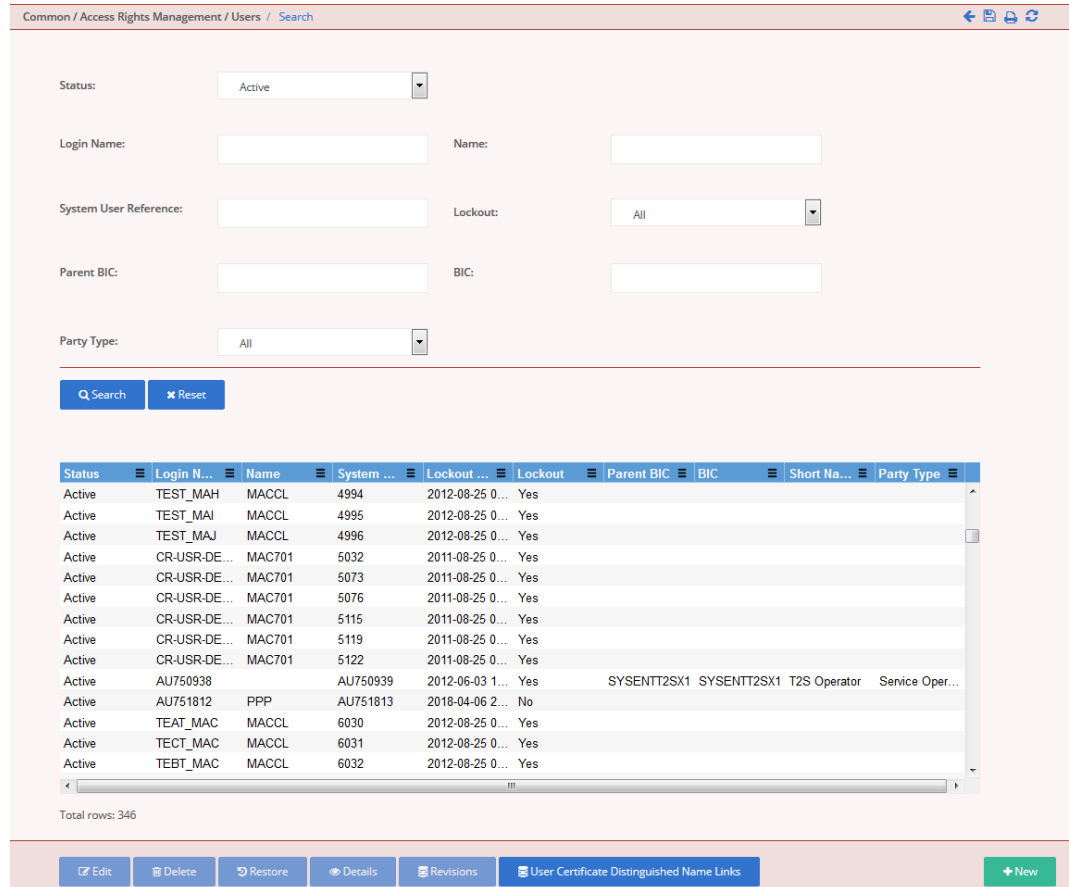 Common / Access Rights Management / Users / Search
Status: Active
Login Name: Name:
System User Reference: Lockout: All
Parent BIC: BIC:
Party Type: All
Search Reset
Status Login N... Name System ... Lockout ... Lockout Parent BIC BIC Short Na... Party Type
Active TEST_MAH MACCL 4994 2012-08-25 0... Yes
Active TEST_MAI MACCL 4995 2012-08-25 0... Yes
Active TEST_MAJ MACCL 4996 2012-08-25 0... Yes
Active CR-USR-DE... MAC701 5032 2011-08-25 0... Yes
Active CR-USR-DE... MAC701 5073 2011-08-25 0... Yes
Active CR-USR-DE... MAC701 5076 2011-08-25 0... Yes
Active CR-USR-DE... MAC701 5115 2011-08-25 0... Yes
Active CR-USR-DE... MAC701 5119 2011-08-25 0... Yes
Active CR-USR-DE... MAC701 5122 2011-08-25 0... Yes
Active AU750938 AU750939 2012-06-03 1... Yes SYSENTT2SX1 SYSENTT2SX1 T2S Operator Service Oper...
Active AU751812 PPP AU751813 2018-04-06 2... No
Active TEAT_MAC MACCL 6030 2012-08-25 0... Yes
Active TECT_MAC MACCL 6031 2012-08-25 0... Yes
Active TEBT_MAC MACCL 6032 2012-08-25 0... Yes
Total rows: 346
Edit Delete Restore Details Revisions User Certificate Distinguished Name Links New